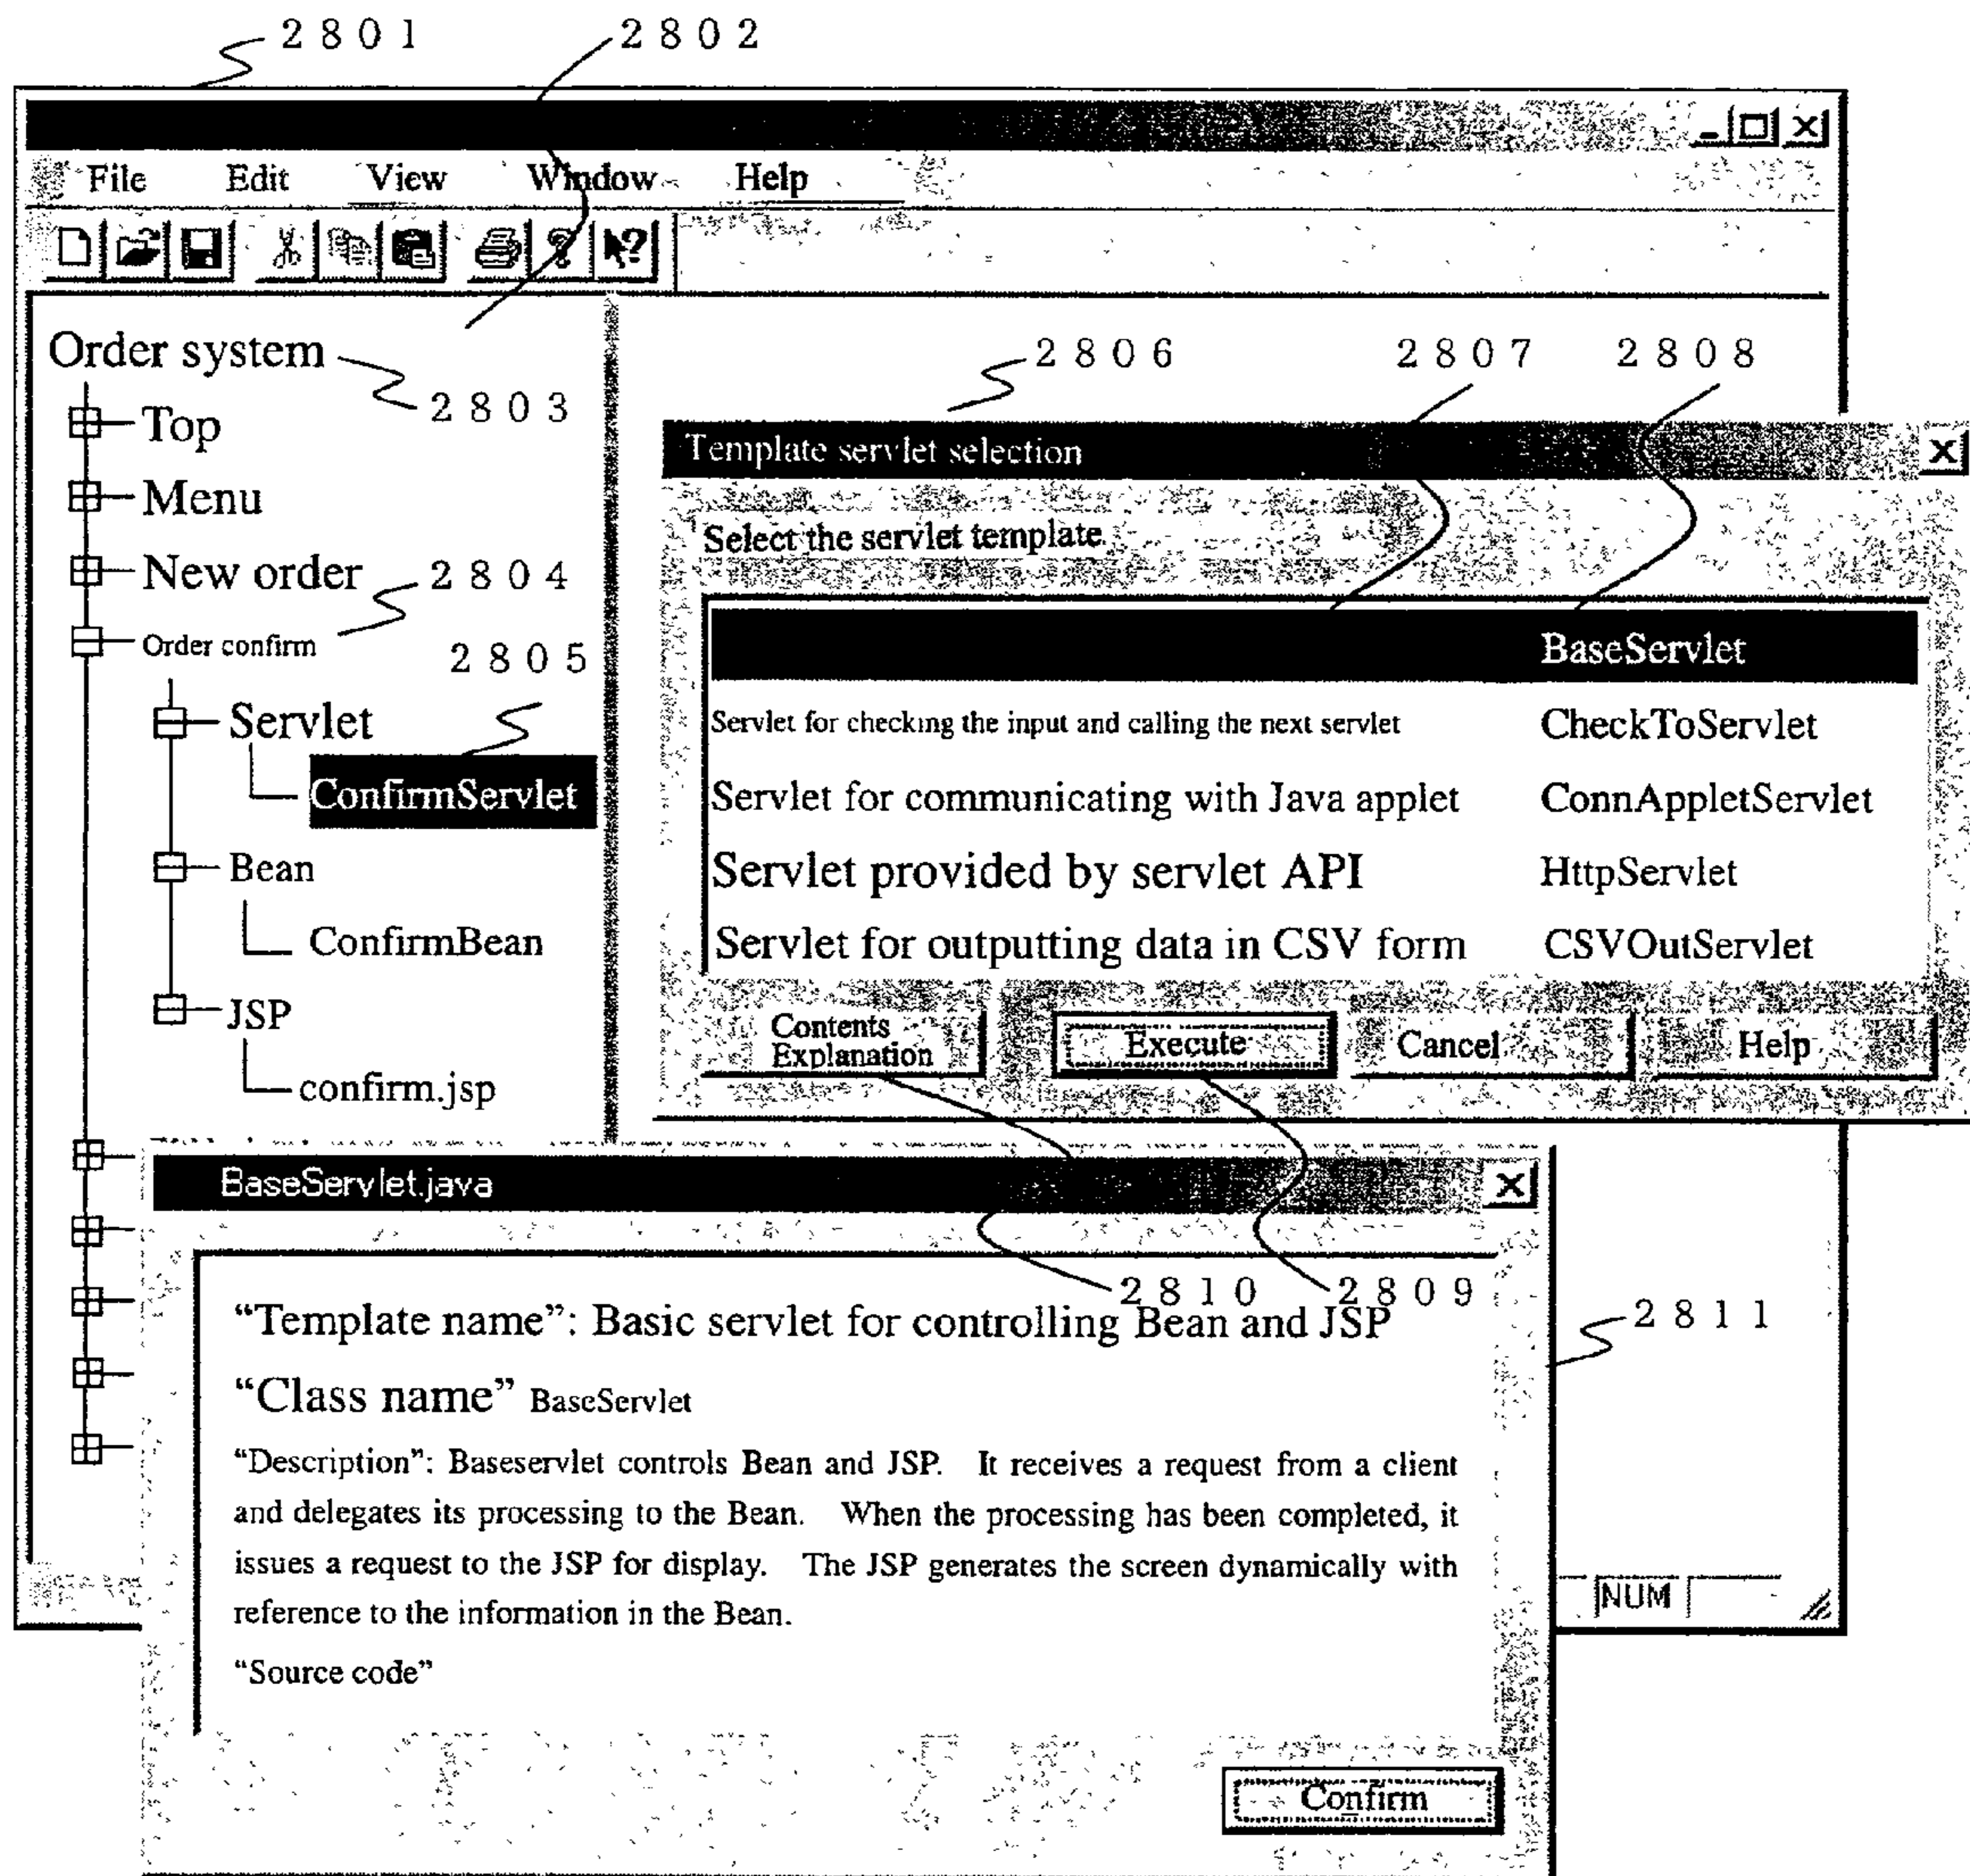 2801
2802
File Edit View Window Help
Order system
2803
Top
Menu
New order
2804
Order confirm
2805
Servlet
ConfirmServlet
Bean
ConfirmBean
JSP
confirm.jsp
2806
2807
2808
Template servlet selection
Select the servlet template.
BaseServlet
Servlet for checking the input and calling the next servlet CheckToServlet
Servlet for communicating with Java applet ConnAppletServlet
Servlet provided by servlet API HttpServlet
Servlet for outputting data in CSV form CSVOutServlet
Contents
Explanation
Execute
Cancel
Help
BaseServlet.java
2810
2809
2811
“Template name”: Basic servlet for controlling Bean and JSP
“Class name” BaseServlet
“Description”: Baseservlet controls Bean and JSP. It receives a request from a client
and delegates its processing to the Bean. When the processing has been completed, it
issues a request to the JSP for display. The JSP generates the screen dynamically with
reference to the information in the Bean.
“Source code”
Confirm
NUM